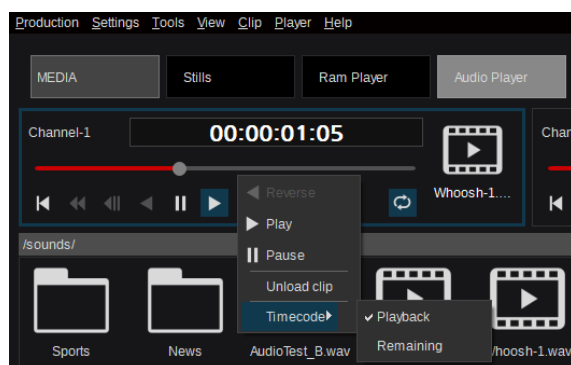 Production Settings Tools View Clip Player Help
MEDIA Stills Ram Player Audio Player
Channel-1 00:00:01:05 Chan
Whoosh-1....
Reverse
Play
Pause
Unload clip
Timecode
Playback
Remaining
/sounds/
Sports News AudioTest_B.wav hoosh-1.wav